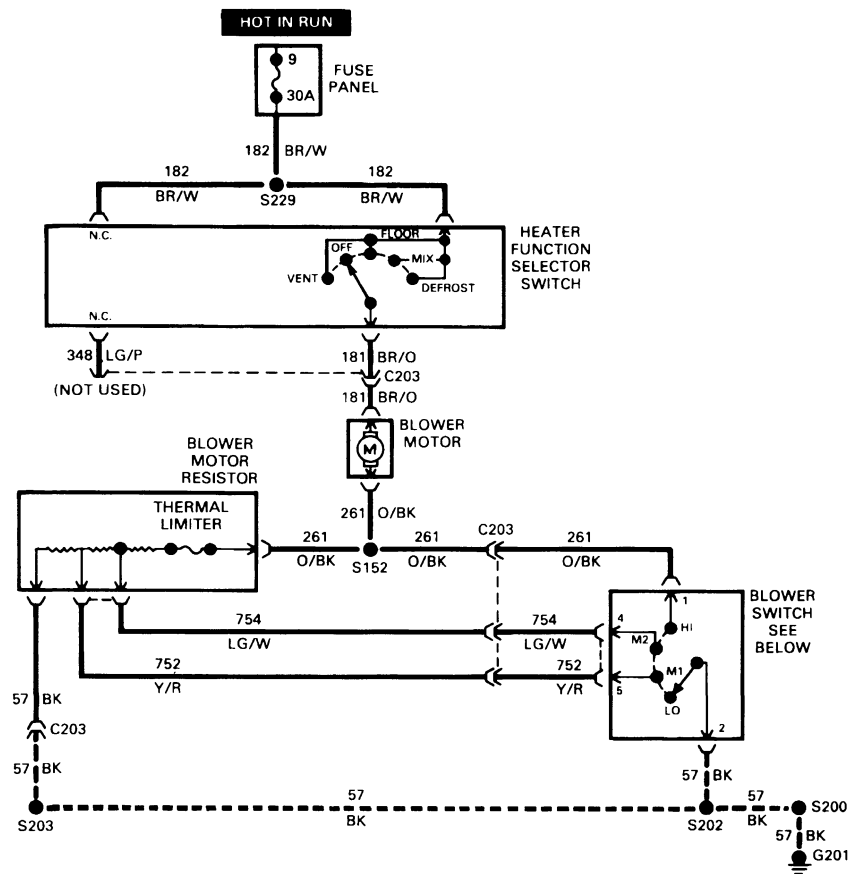 HOT IN RUN
9
30A
FUSE
PANEL
182 BR/W
182
BR/W
182
BR/W
S229
N.C.
FLOOR
OFF
MIX
VENT
DEFROST
HEATER
FUNCTION
SELECTOR
SWITCH
N.C.
348 LG/P
(NOT USED)
181 BR/O
C203
181 BR/O
BLOWER
MOTOR
M
BLOWER
MOTOR
RESISTOR
THERMAL
LIMITER
261 O/BK
261
O/BK
S152
261
O/BK
C203
261
O/BK
754
LG/W
754
LG/W
752
Y/R
752
Y/R
BLOWER
SWITCH
SEE
BELOW
1
4
HI
M2
M1
5
LO
2
57 BK
C203
57 BK
S203
57
BK
57 BK
S202
57
BK
S200
57 BK
G201